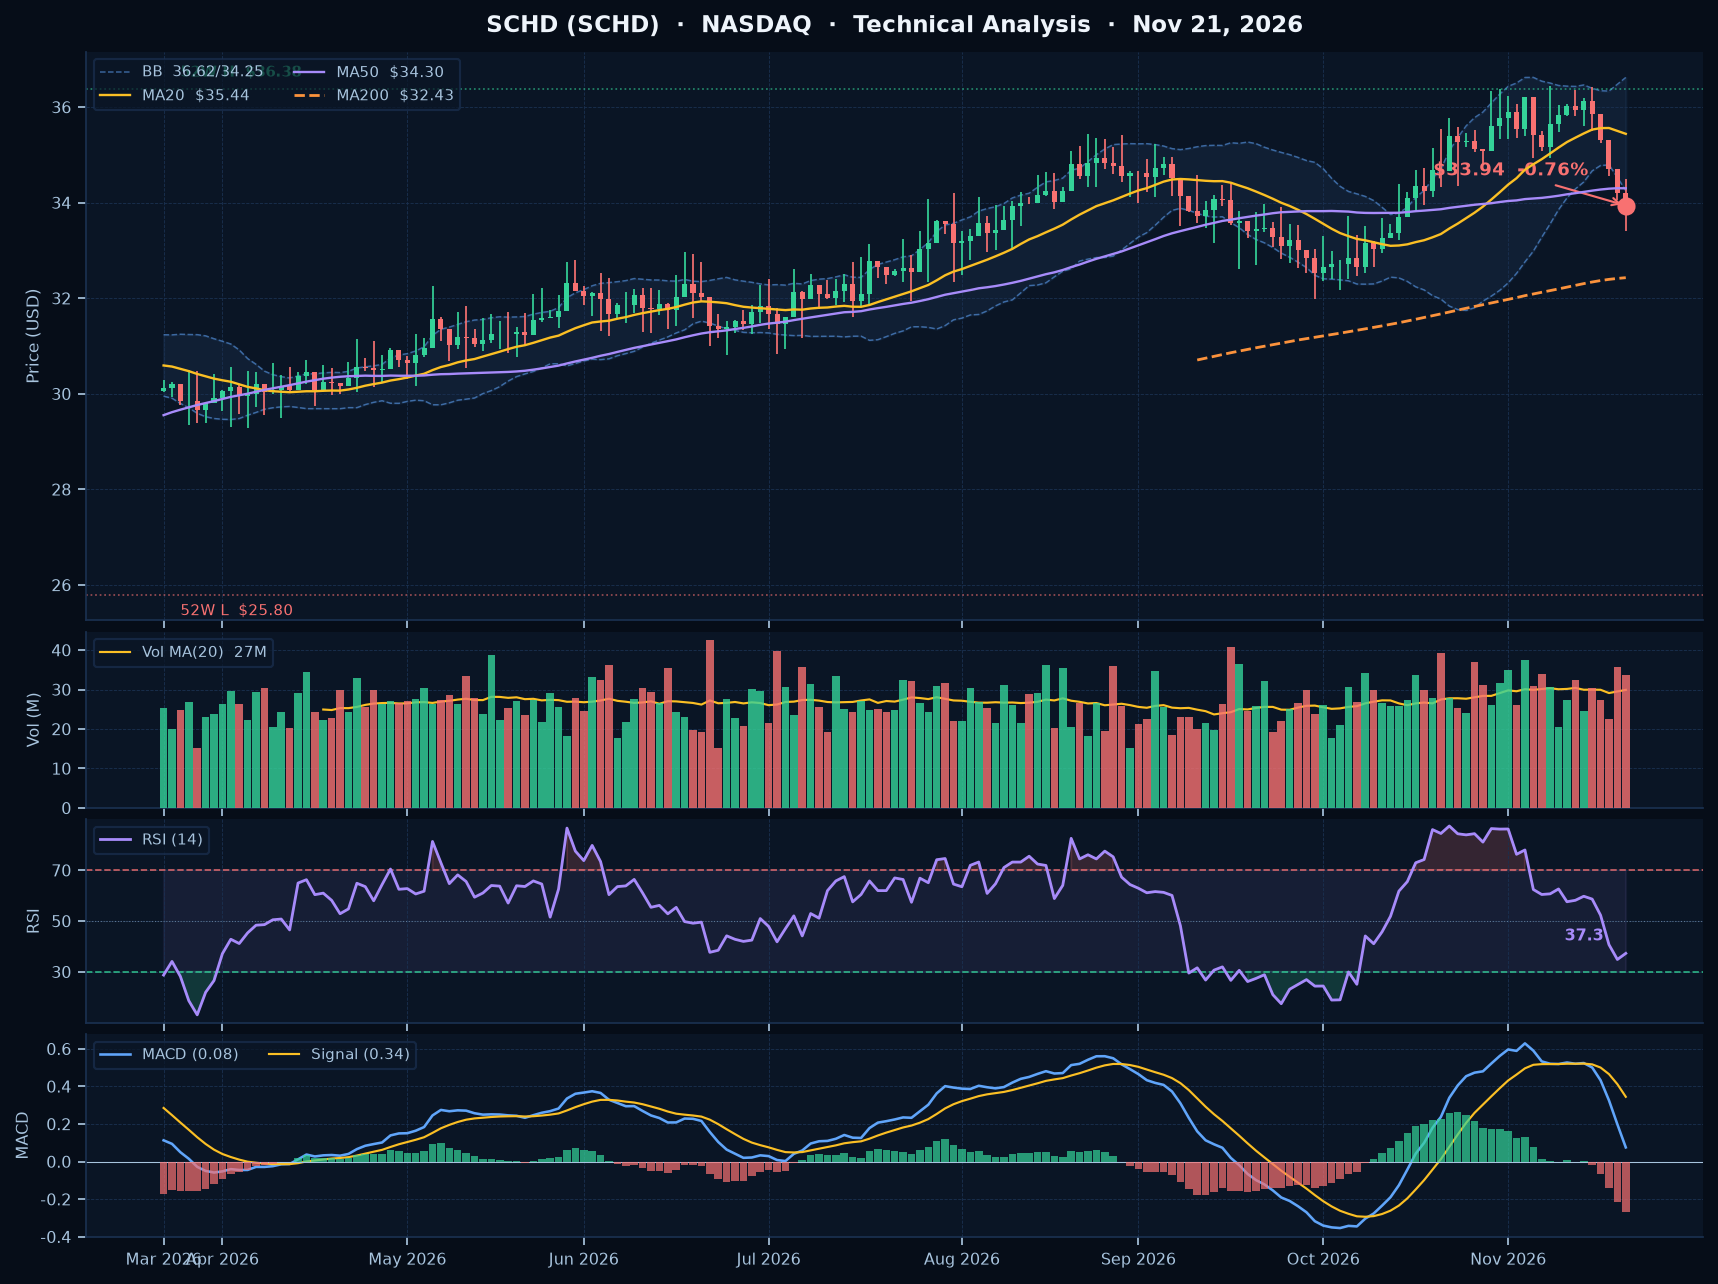 SCHD (SCHD) · NASDAQ · Technical Analysis · Nov 21, 2026
BB 36.62/34.25
MA50 $34.30
MA20 $35.44
MA200 $32.43
$36.38
36
34
32
30
28
26
Price (USD)
$33.94 -0.76%
52W L $25.80
Vol MA(20) 27M
40
30
20
10
0
Vol (M)
RSI (14)
70
50
30
RSI
37.3
MACD (0.08)
Signal (0.34)
0.6
0.4
0.2
0.0
-0.2
-0.4
MACD
Mar 2026
Apr 2026
May 2026
Jun 2026
Jul 2026
Aug 2026
Sep 2026
Oct 2026
Nov 2026